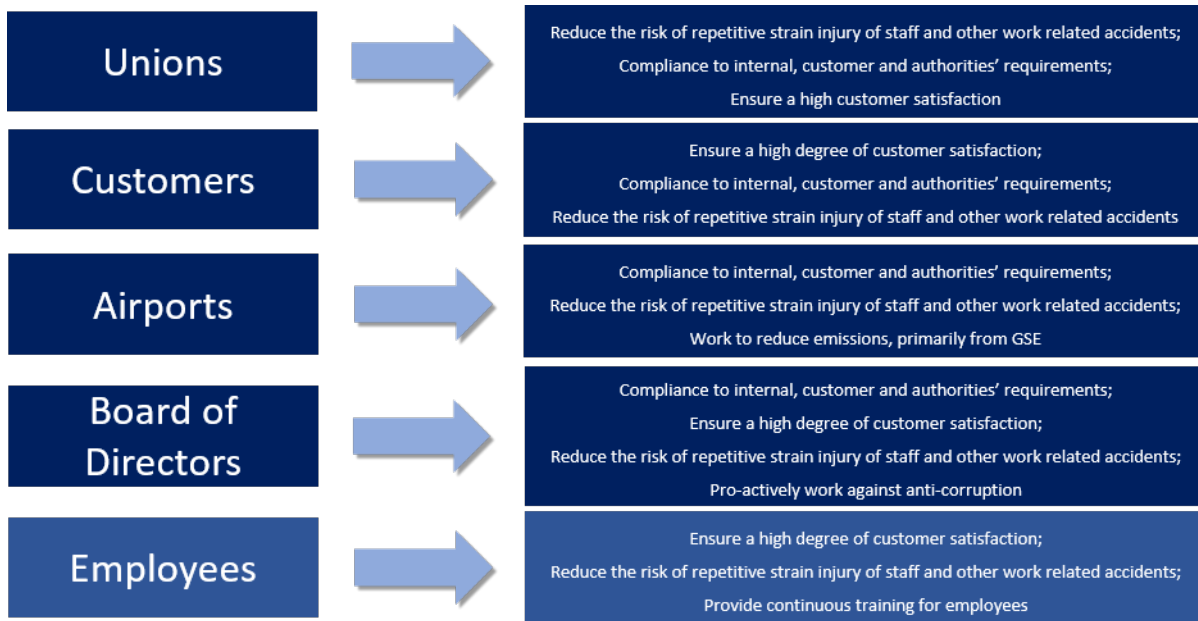 Unions
Reduce the risk of repetitive strain injury of staff and other work related accidents;
Compliance to internal, customer and authorities’ requirements;
Ensure a high customer satisfaction
Customers
Ensure a high degree of customer satisfaction;
Compliance to internal, customer and authorities’ requirements;
Reduce the risk of repetitive strain injury of staff and other work related accidents
Airports
Compliance to internal, customer and authorities’ requirements;
Reduce the risk of repetitive strain injury of staff and other work related accidents;
Work to reduce emissions, primarily from GSE
Board of
Directors
Compliance to internal, customer and authorities’ requirements;
Ensure a high degree of customer satisfaction;
Reduce the risk of repetitive strain injury of staff and other work related accidents;
Pro-actively work against anti-corruption
Employees
Ensure a high degree of customer satisfaction;
Reduce the risk of repetitive strain injury of staff and other work related accidents;
Provide continuous training for employees